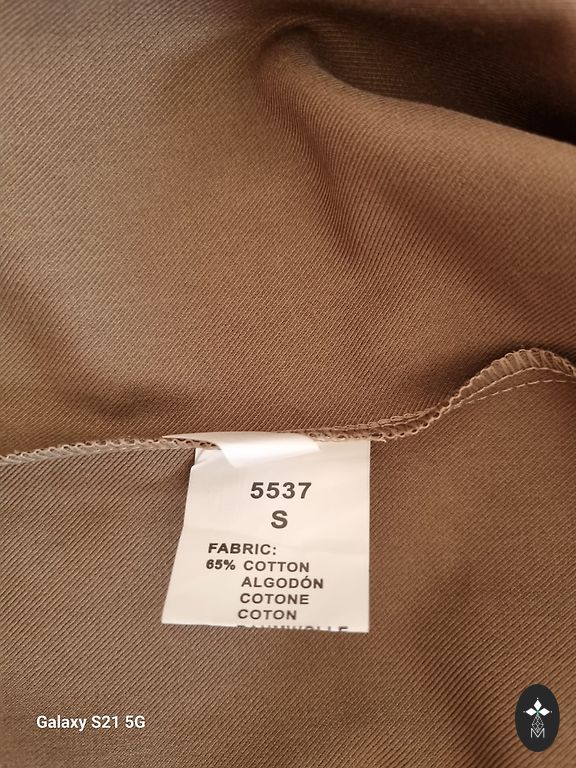 5537
S
FABRIC:
65% COTTON
ALGODÓN
COTONE
COTON
Galaxy S21 5G
M